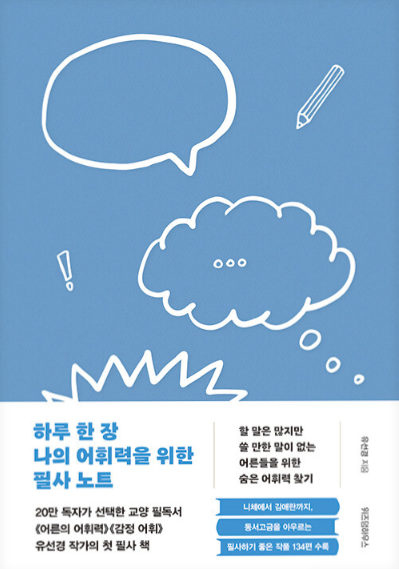 ...
하루 한 장
나의 어휘력을 위한
필사 노트
20만 독자가 선택한 교양 필독서
《어른의 어휘력》《감정 어휘》
유선경 작가의 첫 필사 책
할 말은 많지만
쓸 만한 말이 없는
어른들을 위한
숨은 어휘력 찾기
니체에서 김애란까지,
동서고금을 아우르는
필사하기 좋은 작품 134편 수록
유선경 지음
위즈덤하우스